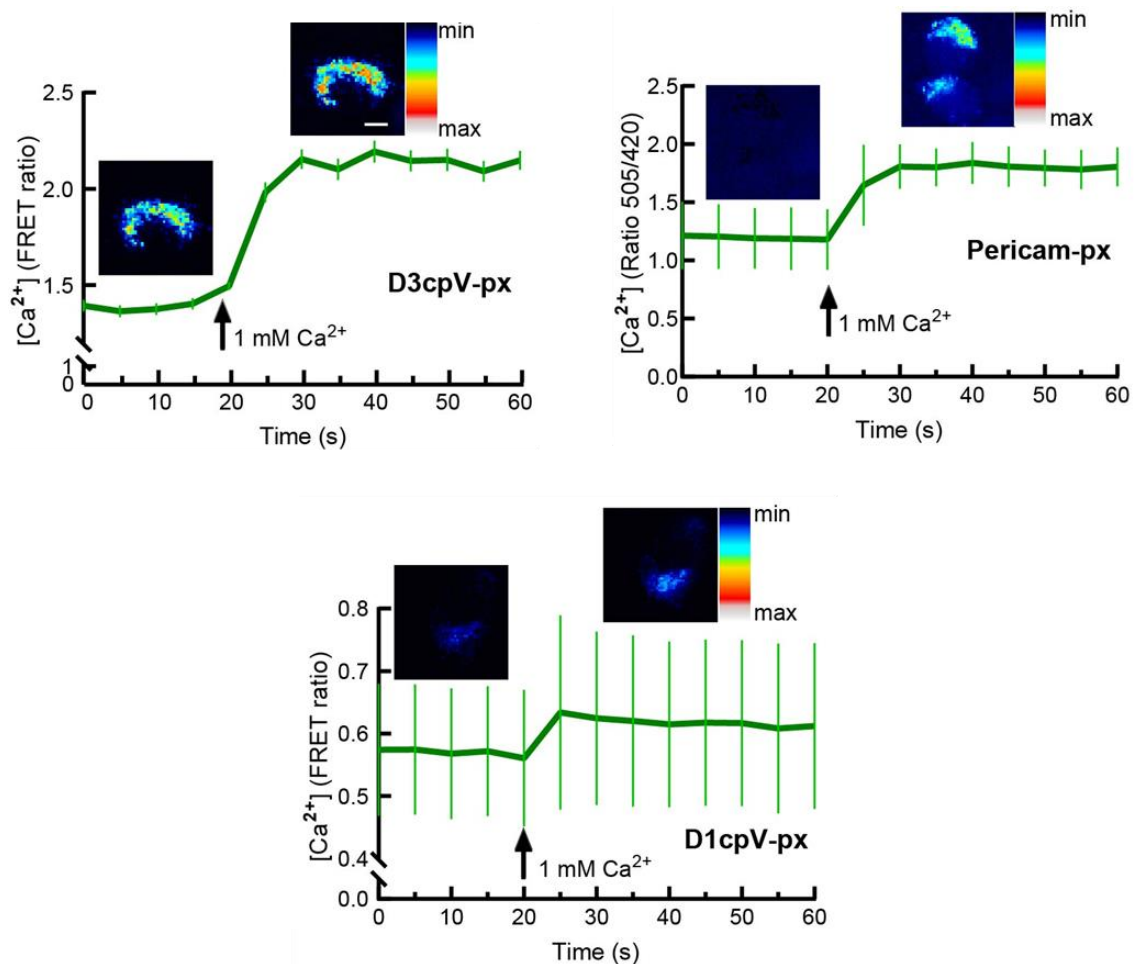 min
max
[Ca²⁺] (FRET ratio)
2.5
2.0
1.5
1
0
D3cpV-px
1 mM Ca²⁺
0 10 20 30 40 50 60
Time (s)
min
max
[Ca²⁺] (Ratio 505/420)
2.5
2.0
1.5
1.0
0.5
0.0
Pericam-px
1 mM Ca²⁺
0 10 20 30 40 50 60
Time (s)
min
max
[Ca²⁺] (FRET ratio)
0.8
0.7
0.6
0.5
0.4
0.0
D1cpV-px
1 mM Ca²⁺
0 10 20 30 40 50 60
Time (s)